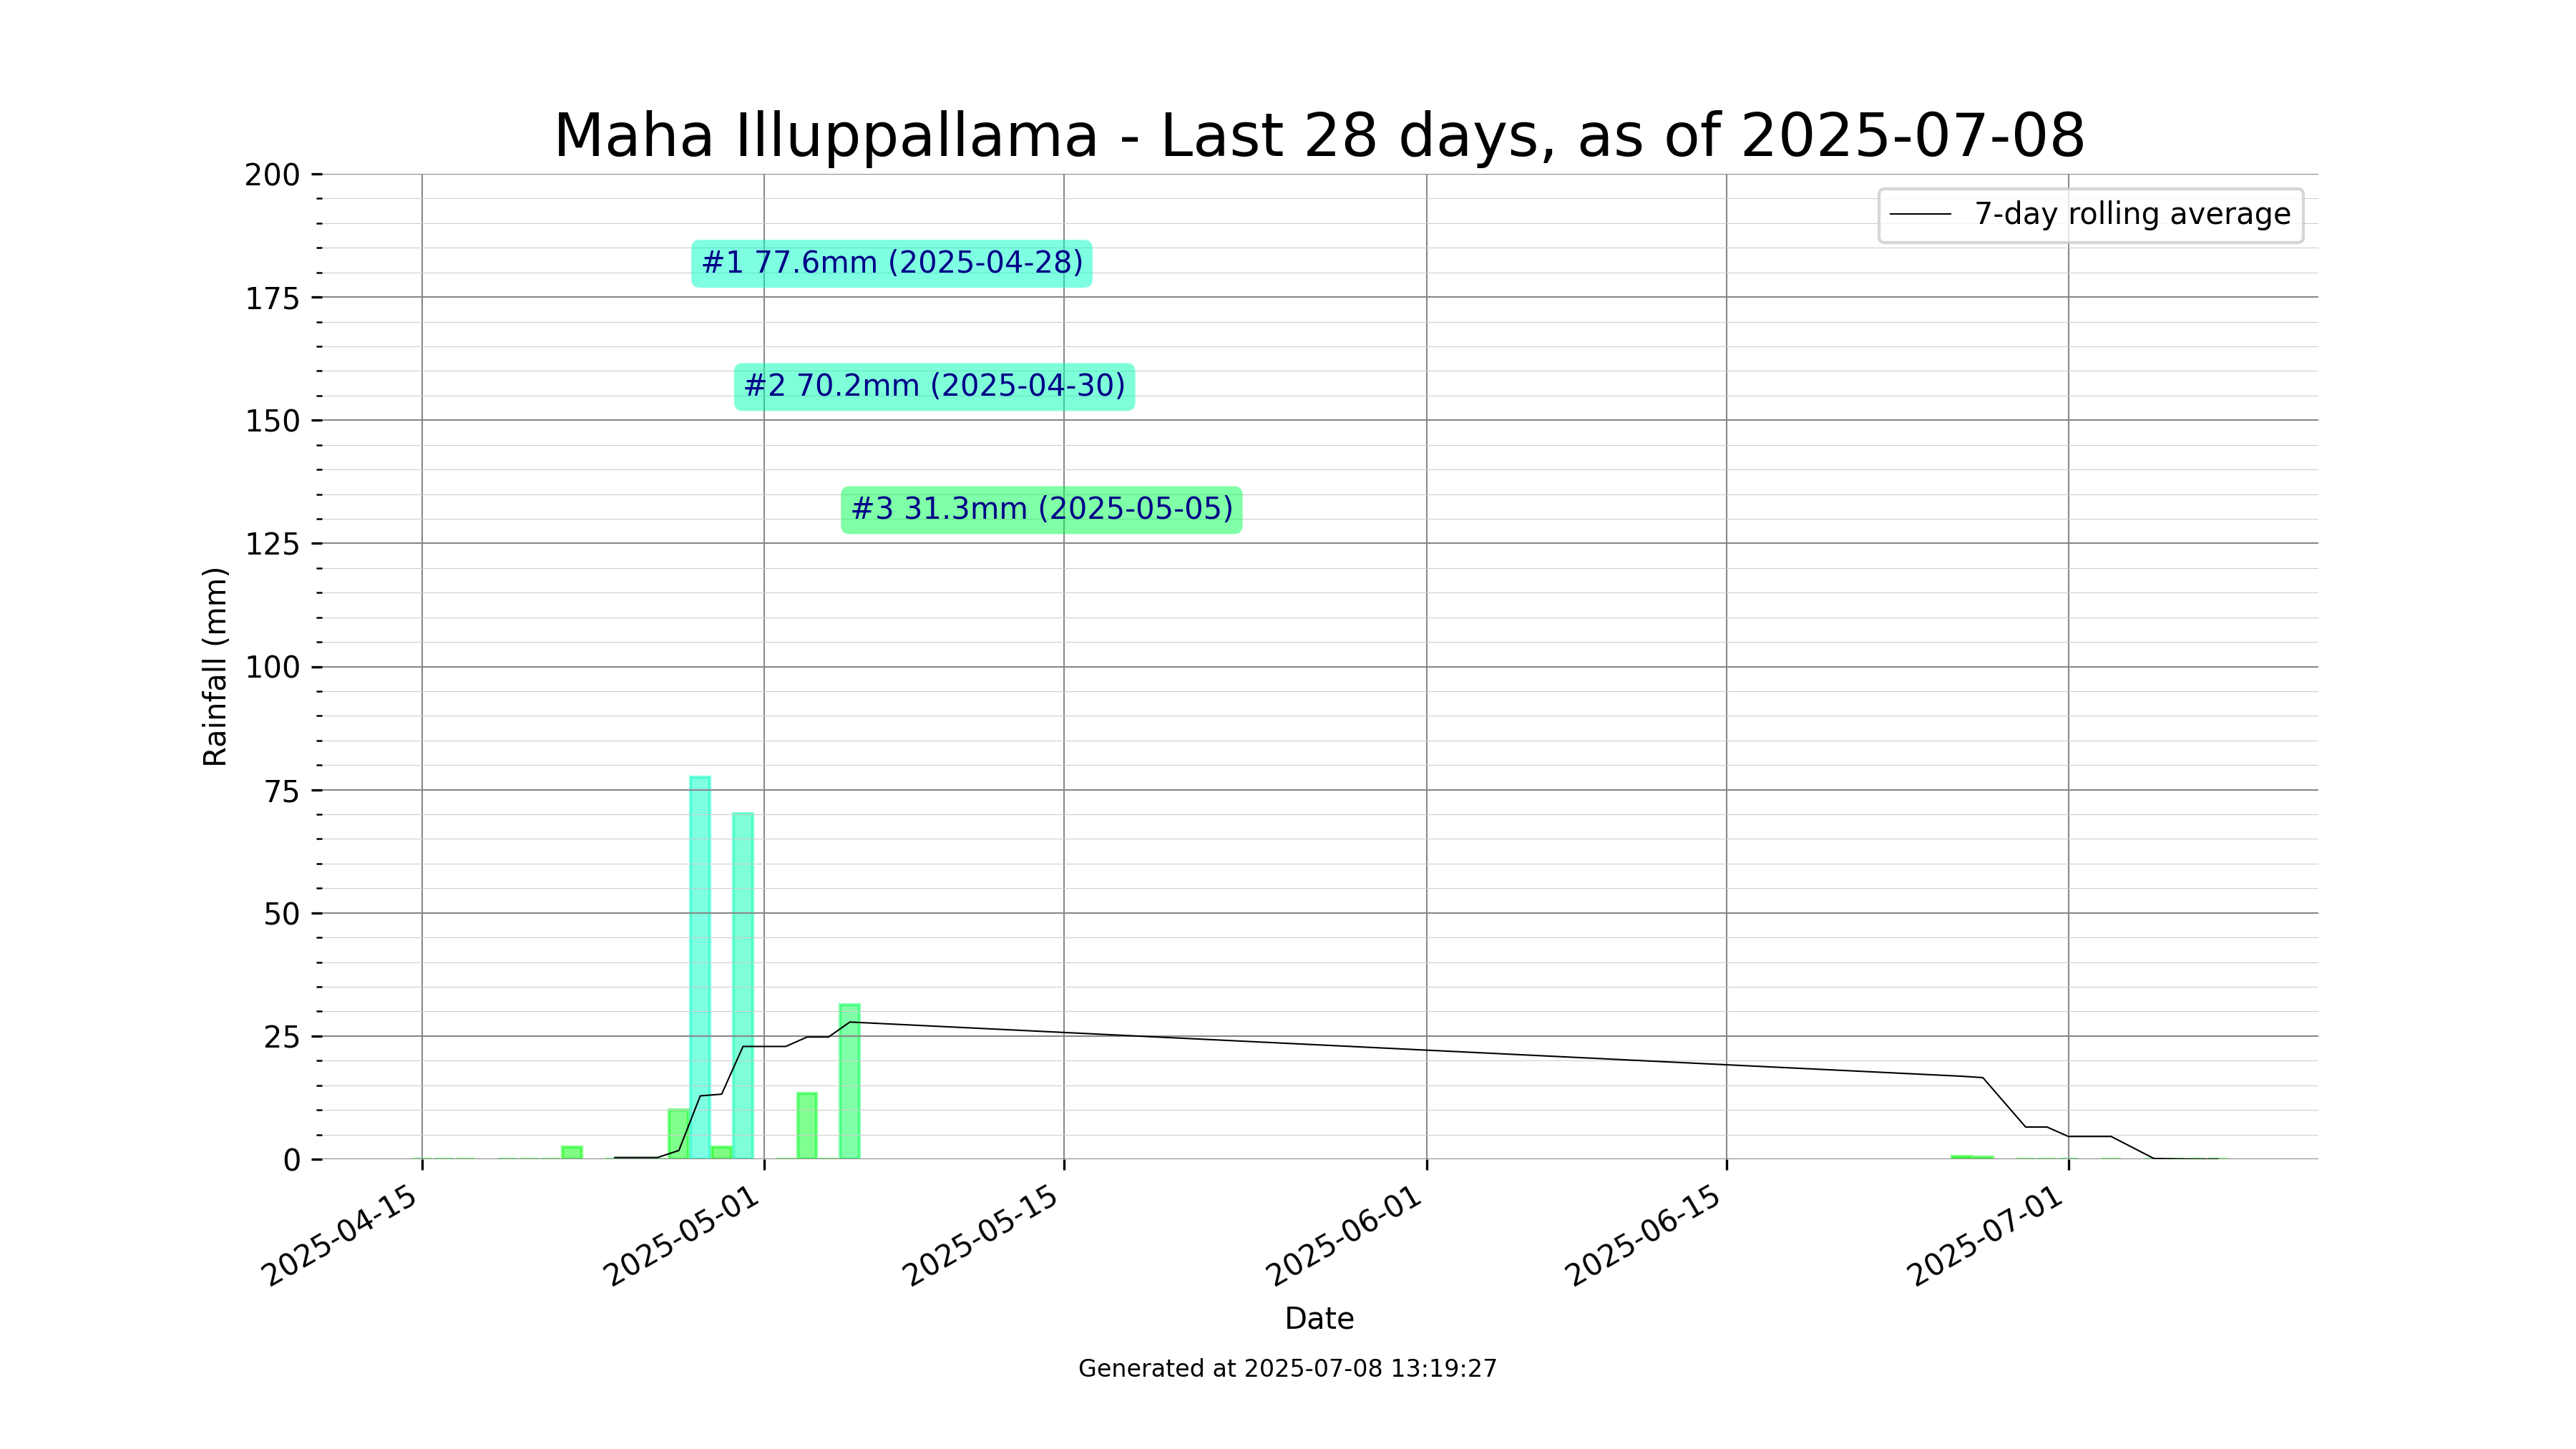 Maha Illuppallama - Last 28 days, as of 2025-07-08
7-day rolling average
#1 77.6mm (2025-04-28)
#2 70.2mm (2025-04-30)
#3 31.3mm (2025-05-05)
200
175
150
125
100
75
50
25
0
Rainfall (mm)
2025-04-15
2025-05-01
2025-05-15
2025-06-01
2025-06-15
2025-07-01
Date
Generated at 2025-07-08 13:19:27